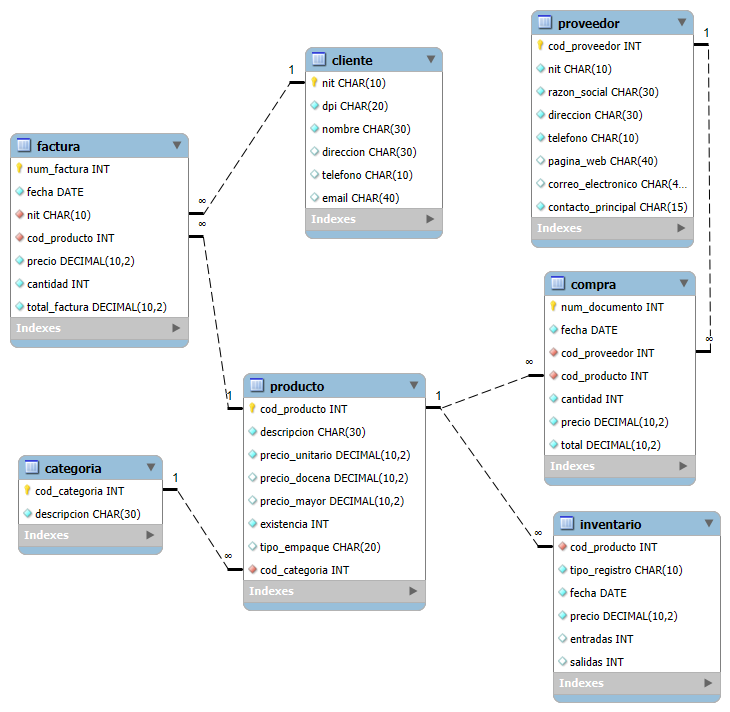 proveedor
cod_proveedor INT
nit CHAR(10)
razon_social CHAR(30)
direccion CHAR(30)
telefono CHAR(10)
pagina_web CHAR(40)
correo_electronico CHAR(4...
contacto_principal CHAR(15)
Indexes
1
cliente
nit CHAR(10)
dpi CHAR(20)
nombre CHAR(30)
direccion CHAR(30)
telefono CHAR(10)
email CHAR(40)
Indexes
1
factura
num_factura INT
fecha DATE
nit CHAR(10)
cod_producto INT
precio DECIMAL(10,2)
cantidad INT
total_factura DECIMAL(10,2)
Indexes
∞
∞
compra
num_documento INT
fecha DATE
cod_proveedor INT
cod_producto INT
cantidad INT
precio DECIMAL(10,2)
total DECIMAL(10,2)
Indexes
∞
∞
producto
cod_producto INT
descripcion CHAR(30)
precio_unitario DECIMAL(10,2)
precio_docena DECIMAL(10,2)
precio_mayor DECIMAL(10,2)
existencia INT
tipo_empaque CHAR(20)
cod_categoria INT
Indexes
1
1
∞
categoria
cod_categoria INT
descripcion CHAR(30)
Indexes
1
inventario
cod_producto INT
tipo_registro CHAR(10)
fecha DATE
precio DECIMAL(10,2)
entradas INT
salidas INT
Indexes
∞